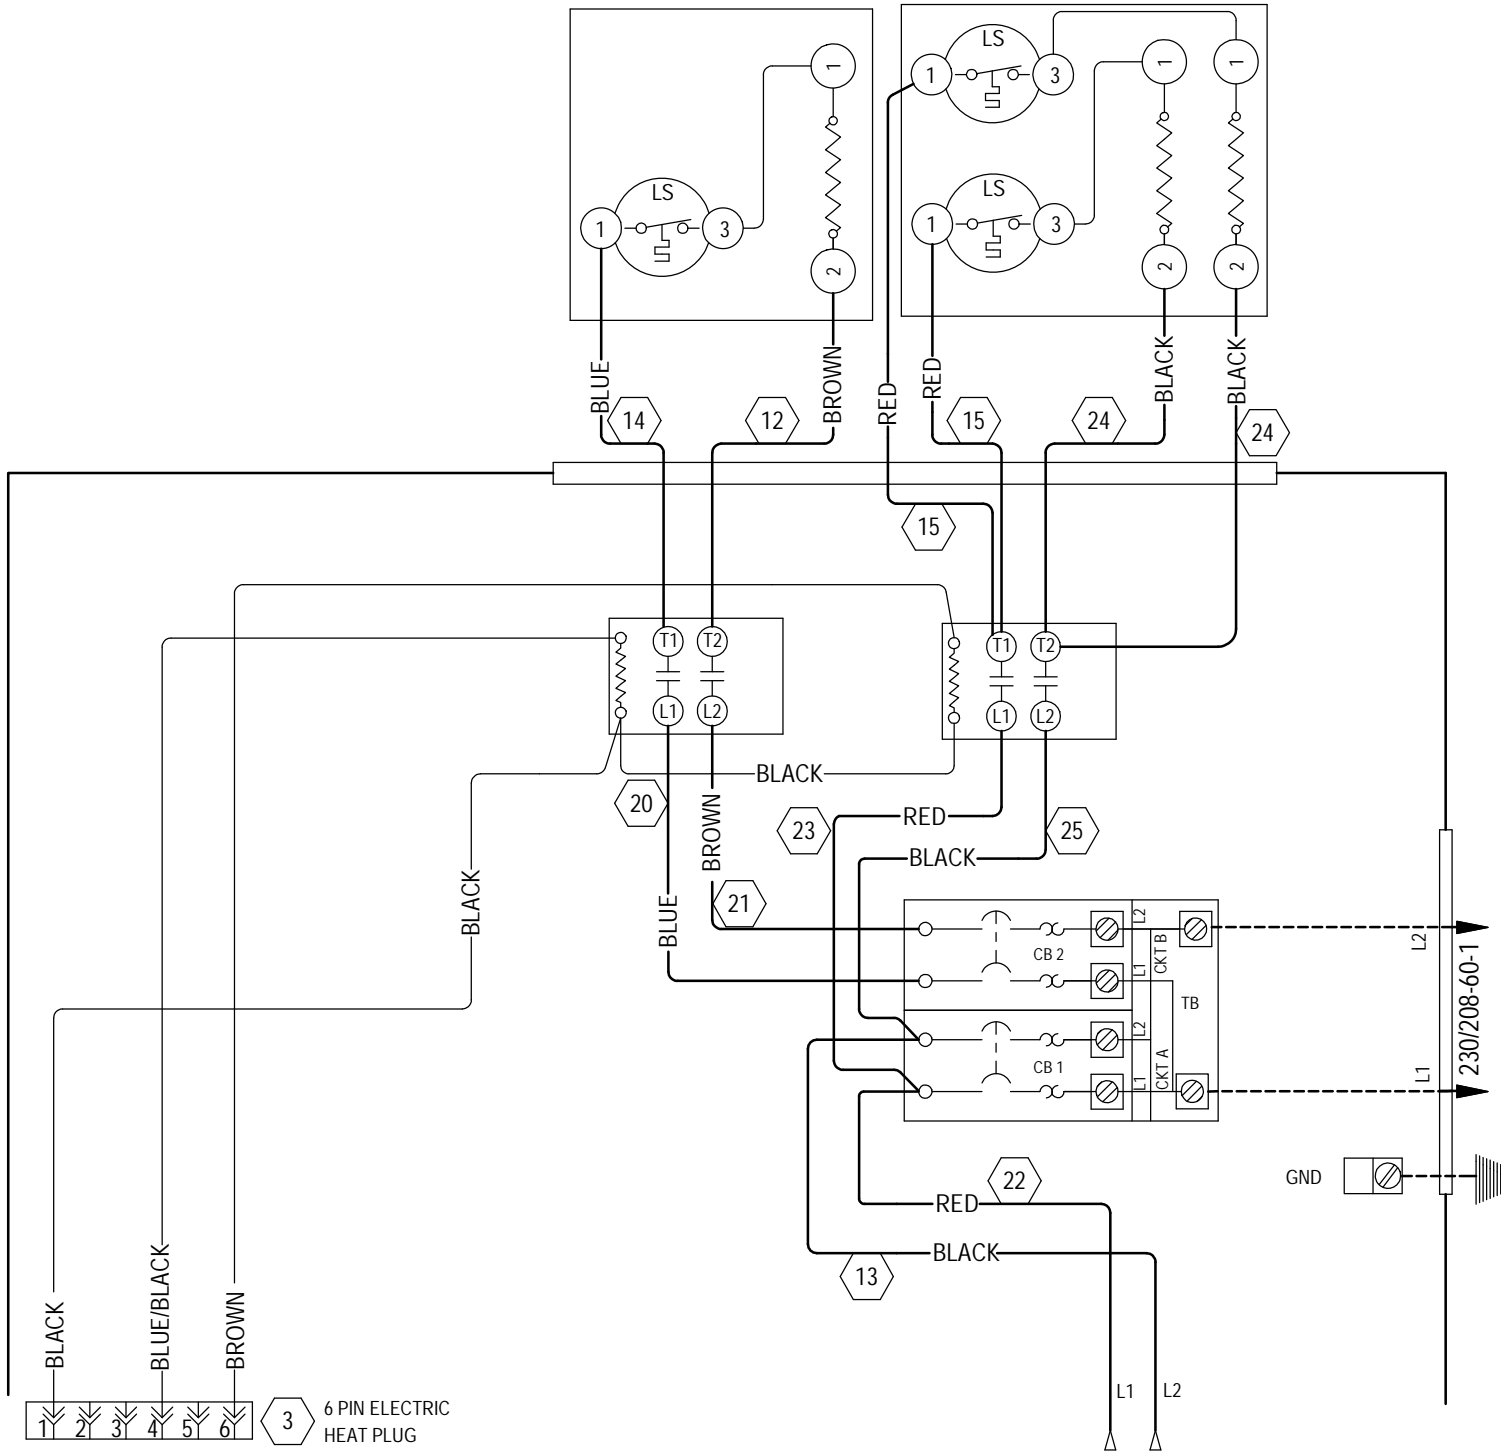 LS
1
3
1
2
LS
1
3
LS
1
3
1
1
2
2
BLUE
BROWN
RED
RED
BLACK
BLACK
14
12
15
24
24
15
T1
T2
L1
L2
T1
T2
L1
L2
BLACK
20
BROWN
23
RED
25
BLACK
BLACK
BLUE
21
CB 2
L2
L1
CKT B
TB
CB 1
L2
L1
CKT A
L2
L1
230/208-60-1
GND
22
RED
BLACK
13
BLACK
BLUE/BLACK
BROWN
L1
L2
1
2
3
4
5
6
3
6 PIN ELECTRIC
HEAT PLUG